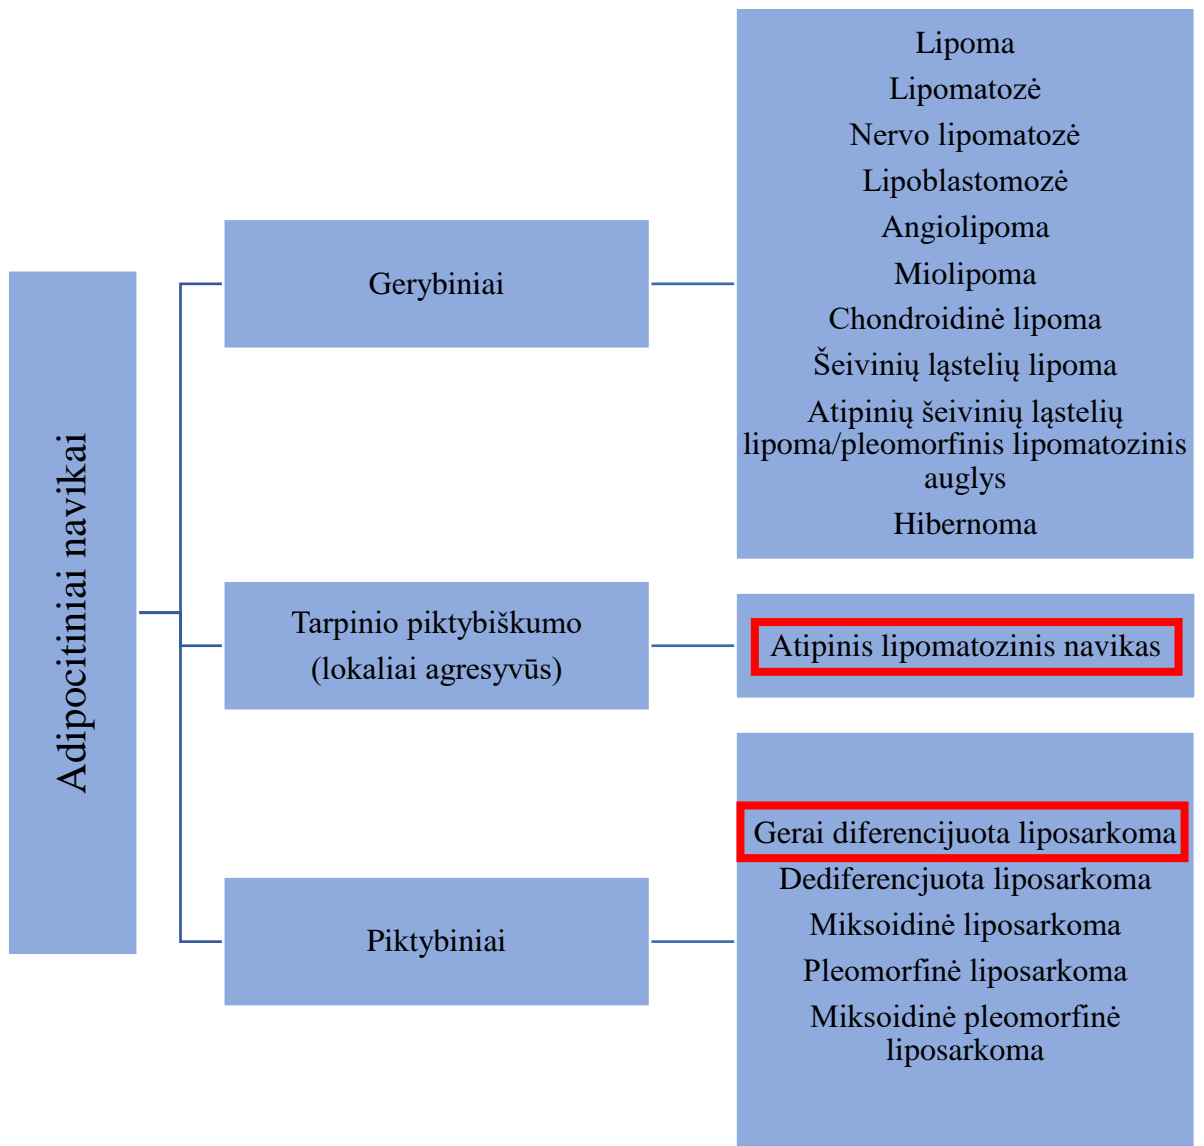 Adipocitiniai navikai
Gerybiniai
Lipoma
Lipomatozė
Nervo lipomatozė
Lipoblastomozė
Angiolipoma
Miolipoma
Chondroidinė lipoma
Šeivinių ląstelių lipoma
Atipinių šeivinių ląstelių
lipoma/pleomorfinis lipomatozinis
auglys
Hibernoma
Tarpinio piktybiškumo
(lokaliai agresyvūs)
Atipinis lipomatozinis navikas
Piktybiniai
Gerai diferencijuota liposarkoma
Dediferencjuota liposarkoma
Miksoidinė liposarkoma
Pleomorfinė liposarkoma
Miksoidinė pleomorfinė
liposarkoma